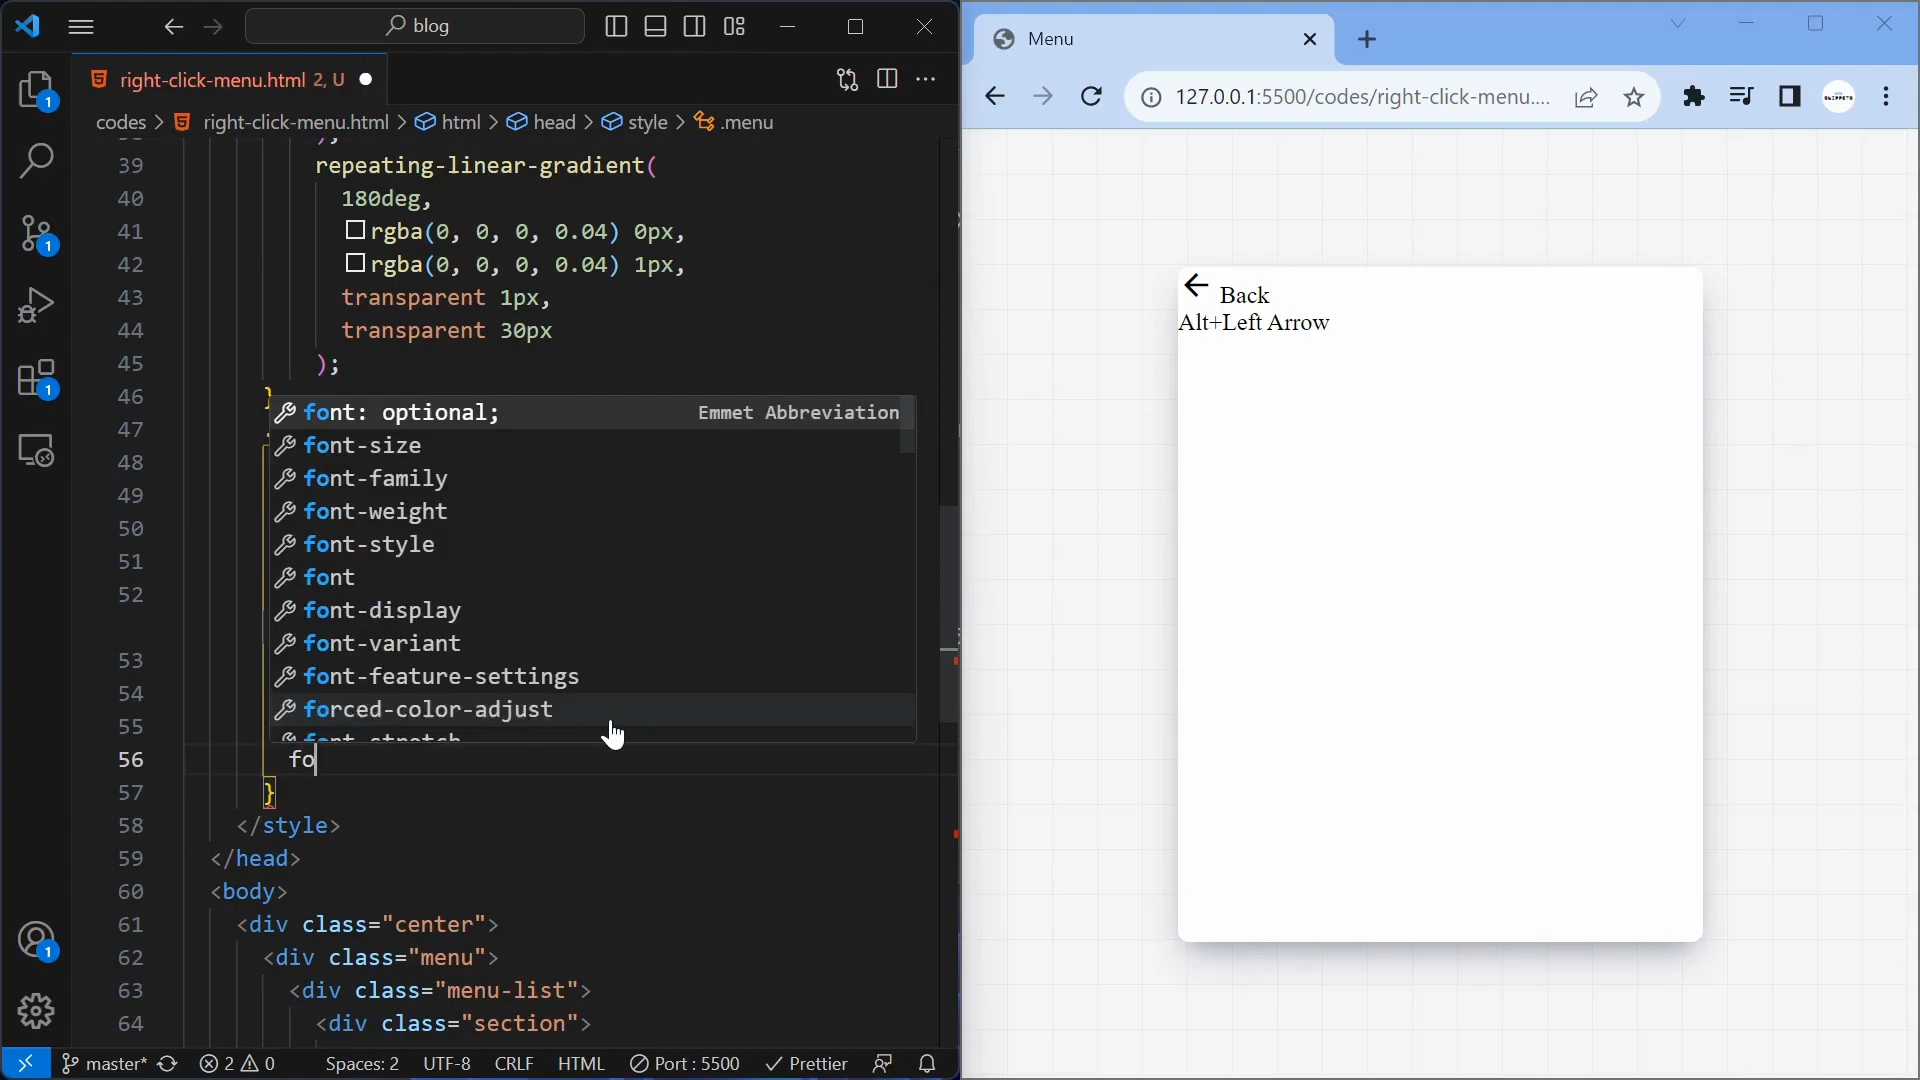 blog
right-click-menu.html 2, U
codes > right-click-menu.html > html > head > style > .menu
39 repeating-linear-gradient(
40 180deg,
41 rgba(0, 0, 0, 0.04) 0px,
42 rgba(0, 0, 0, 0.04) 1px,
43 transparent 1px,
44 transparent 30px
45 );
46 }
47
48
49
50
51
52
53
54
55
font: optional; Emmet Abbreviation
font-size
font-family
font-weight
font-style
font
font-display
font-variant
font-feature-settings
forced-color-adjust
font-stretch
56 fo
57 }
58 </style>
59 </head>
60 <body>
61 <div class="center">
62 <div class="menu">
63 <div class="menu-list">
64 <div class="section">
1
1
1
1
master* 2 0 Spaces: 2 UTF-8 CRLF HTML Port : 5500 Prettier
Menu
127.0.0.1:5500/codes/right-click-menu....
Back
Alt+Left Arrow